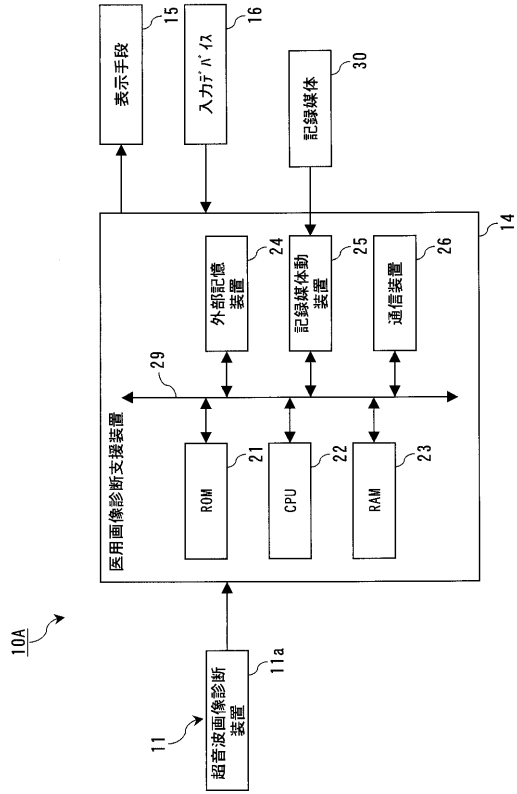 10A
11
超音波画像診断
装置
11a
医用画像診断支援装置
14
ROM
21
CPU
22
RAM
23
29
外部記憶
装置
24
記録媒体動
装置
25
通信装置
26
表示手段
15
入力デバイス
16
記録媒体
30